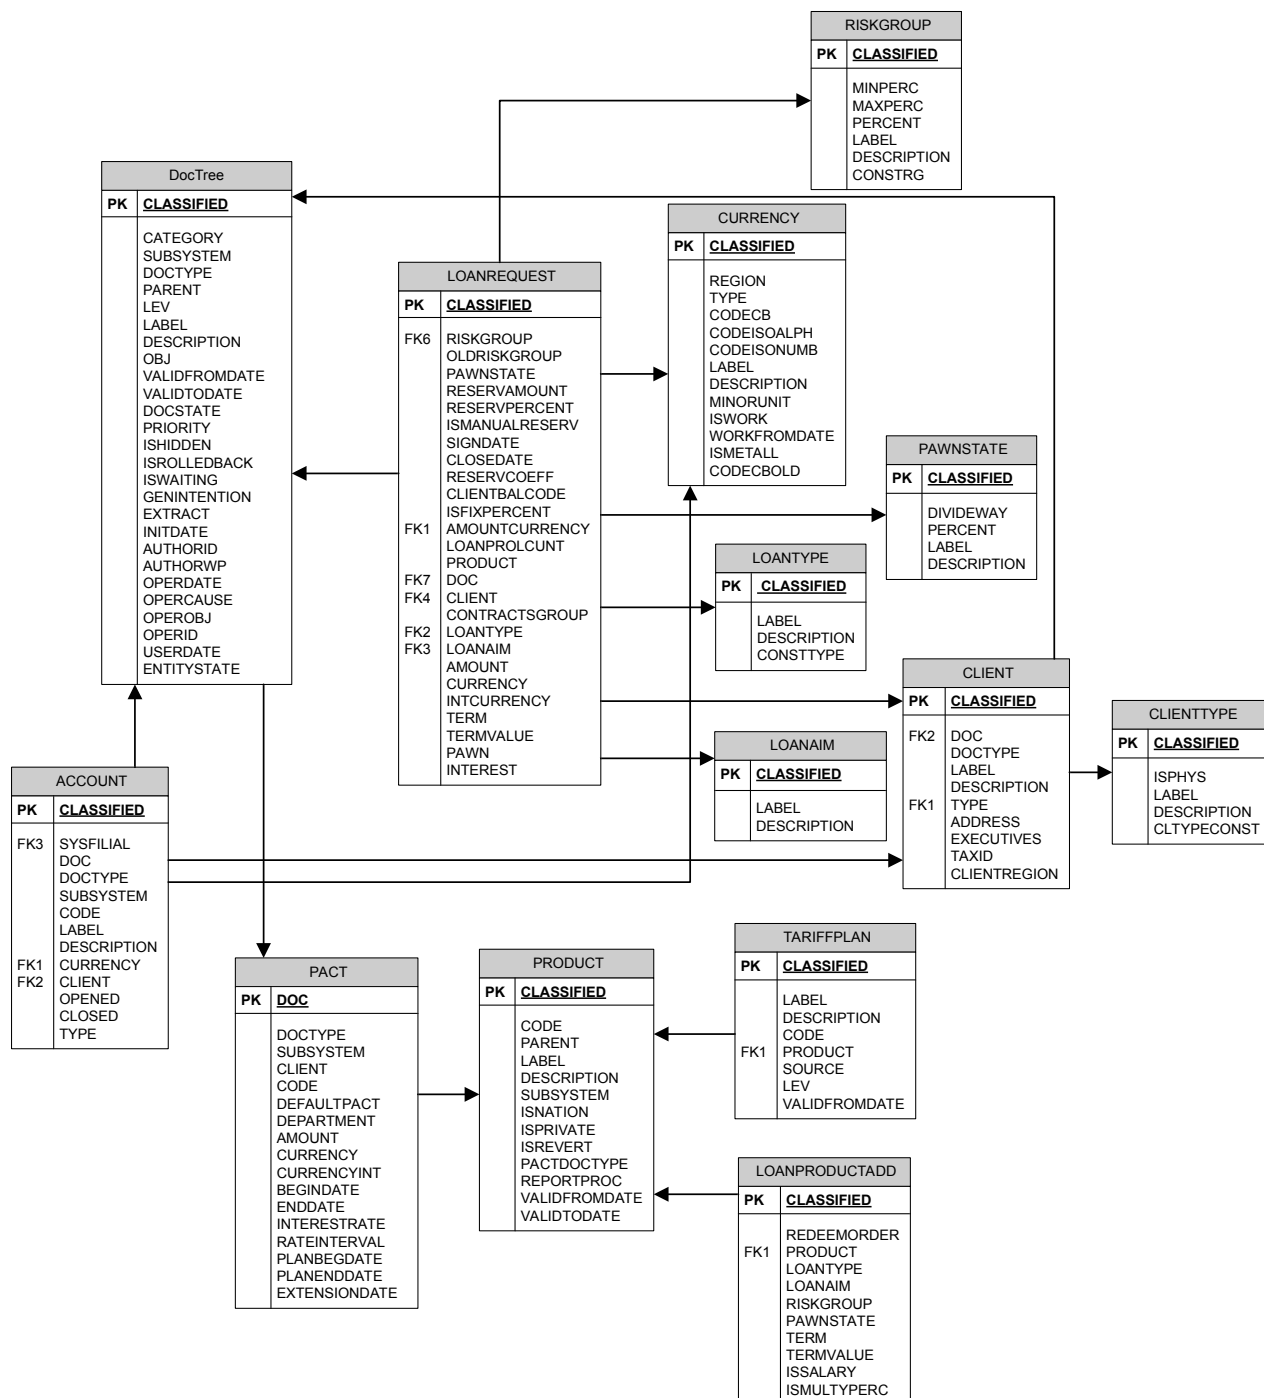 RISKGROUP
PK CLASSIFIED
MINPERC
MAXPERC
PERCENT
LABEL
DESCRIPTION
CONSTRG
DocTree
PK CLASSIFIED
CATEGORY
SUBSYSTEM
DOCTYPE
PARENT
LEV
LABEL
DESCRIPTION
OBJ
VALIDFROMDATE
VALIDTODATE
DOCSTATE
PRIORITY
ISHIDDEN
ISROLLEDBACK
ISWAITING
GENINTENTION
EXTRACT
INITDATE
AUTHORID
AUTHORWP
OPERDATE
OPERCAUSE
OPEROBJ
OPERID
USERDATE
ENTITYSTATE
LOANREQUEST
PK CLASSIFIED
FK6 RISKGROUP
OLDRISKGROUP
PAWNSTATE
RESERVAMOUNT
RESERVPERCENT
ISMANUALRESERV
SIGNDATE
CLOSEDATE
RESERVCOEFF
CLIENTBALCODE
ISFIXPERCENT
FK1 AMOUNTCURRENCY
LOANPROLCUNT
PRODUCT
FK7 DOC
FK4 CLIENT
CONTRACTSGROUP
FK2 LOANTYPE
FK3 LOANAIM
AMOUNT
CURRENCY
INTCURRENCY
TERM
TERMVALUE
PAWN
INTEREST
CURRENCY
PK CLASSIFIED
REGION
TYPE
CODECB
CODEISOALPH
CODEISONUMB
LABEL
DESCRIPTION
MINORUNIT
ISWORK
WORKFROMDATE
ISMETALL
CODECBOLD
PAWNSTATE
PK CLASSIFIED
DIVIDEWAY
PERCENT
LABEL
DESCRIPTION
LOANTYPE
PK CLASSIFIED
LABEL
DESCRIPTION
CONSTTYPE
CLIENT
PK CLASSIFIED
FK2 DOC
DOCTYPE
LABEL
DESCRIPTION
FK1 TYPE
ADDRESS
EXECUTIVES
TAXID
CLIENTREGION
CLIENTTYPE
PK CLASSIFIED
ISPHYS
LABEL
DESCRIPTION
CLTYPECONST
LOANAIM
PK CLASSIFIED
LABEL
DESCRIPTION
ACCOUNT
PK CLASSIFIED
FK3 SYSFILIAL
DOC
DOCTYPE
SUBSYSTEM
CODE
LABEL
DESCRIPTION
FK1 CURRENCY
FK2 CLIENT
OPENED
CLOSED
TYPE
PACT
PK DOC
DOCTYPE
SUBSYSTEM
CLIENT
CODE
DEFAULTPACT
DEPARTMENT
AMOUNT
CURRENCY
CURRENCYINT
BEGINDATE
ENDDATE
INTERESTRATE
RATEINTERVAL
PLANBEGDATE
PLANENDDATE
EXTENSIONDATE
PRODUCT
PK CLASSIFIED
CODE
PARENT
LABEL
DESCRIPTION
SUBSYSTEM
ISNATION
ISPRIVATE
ISREVERT
PACTDOCTYPE
REPORTPROC
VALIDFROMDATE
VALIDTODATE
TARIFFPLAN
PK CLASSIFIED
LABEL
DESCRIPTION
CODE
FK1 PRODUCT
SOURCE
LEV
VALIDFROMDATE
LOANPRODUCTADD
PK CLASSIFIED
REDEEMORDER
FK1 PRODUCT
LOANTYPE
LOANAIM
RISKGROUP
PAWNSTATE
TERM
TERMVALUE
ISSALARY
ISMULTYPERC